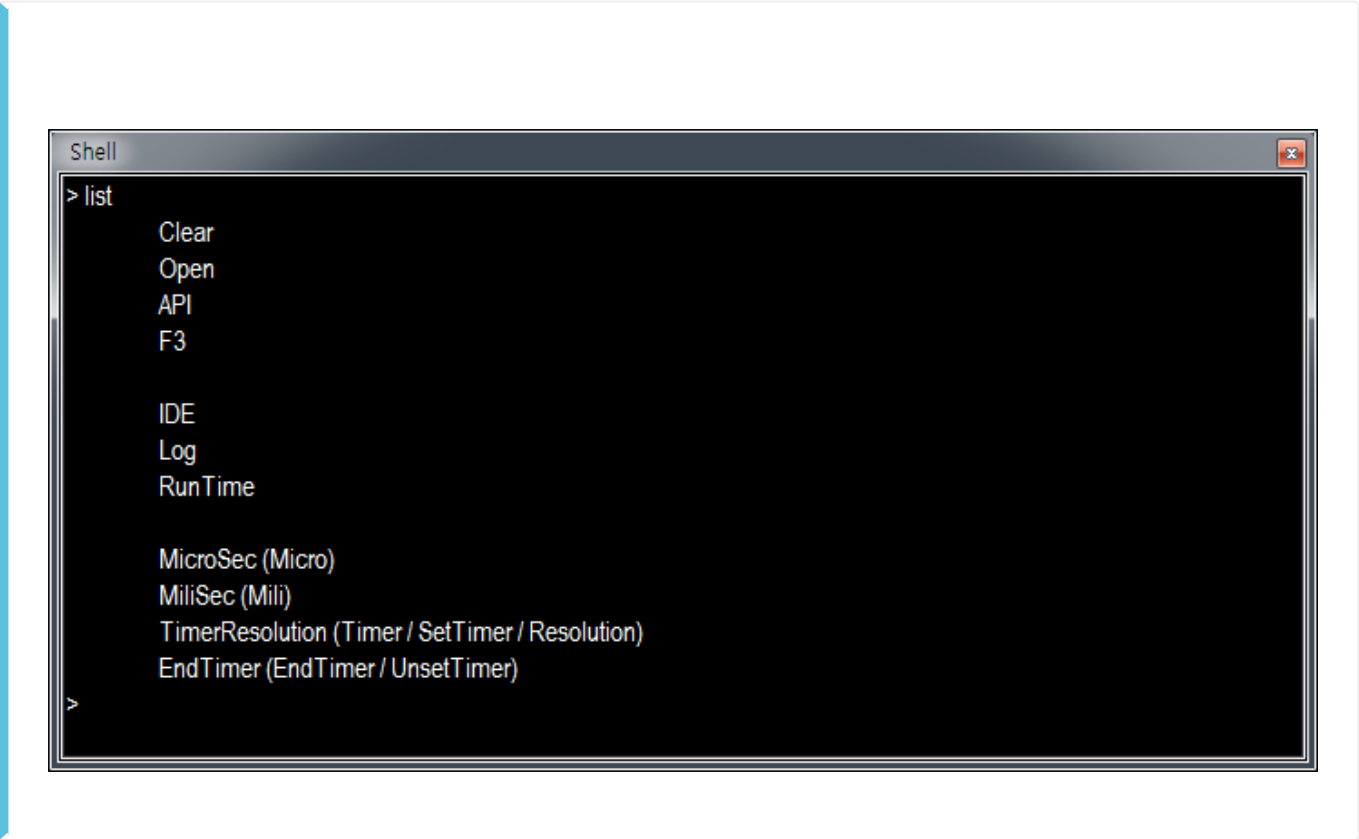 Shell
> list
Clear
Open
API
F3
IDE
Log
RunTime
MicroSec (Micro)
MiliSec (Mili)
TimerResolution (Timer / SetTimer / Resolution)
EndTimer (EndTimer / UnsetTimer)
>